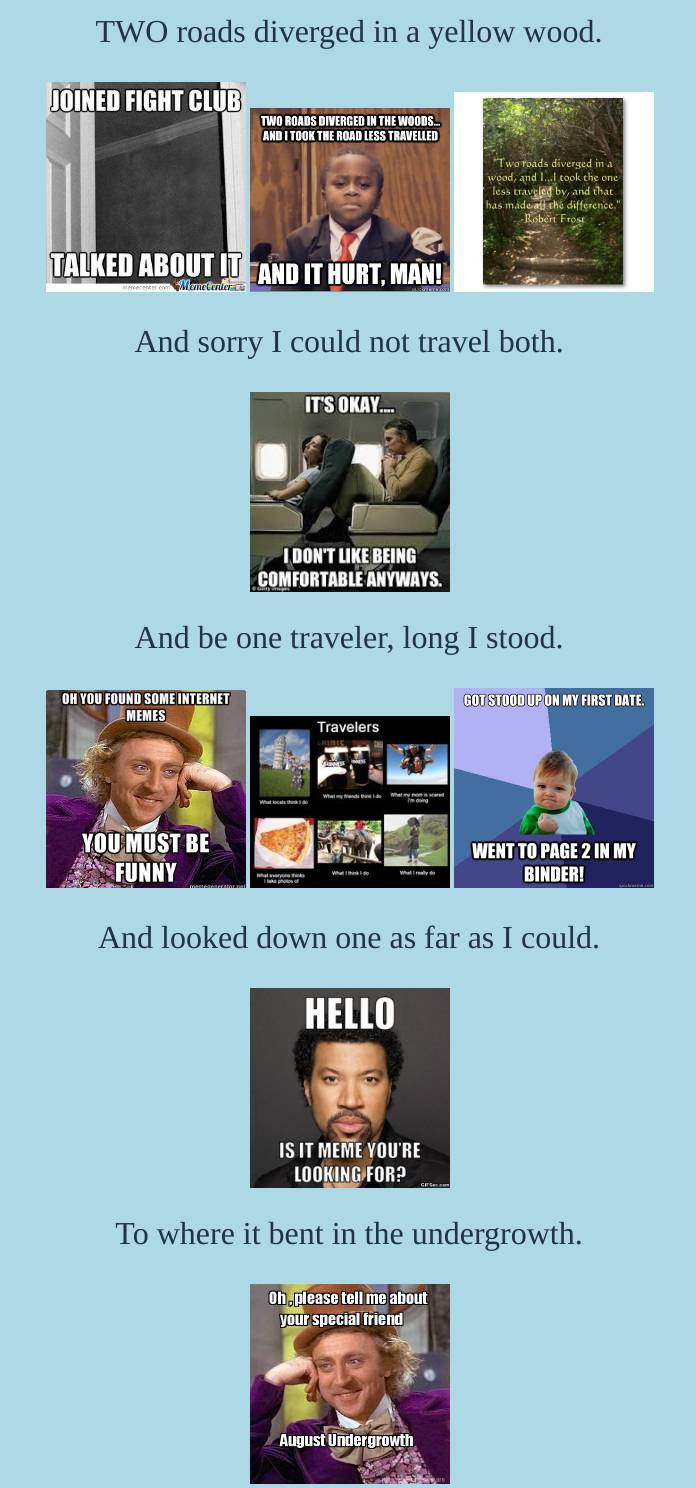 TWO roads diverged in a yellow wood.
JOINED FIGHT CLUB
TALKED ABOUT IT
memecenter.com MemeCenter
TWO ROADS DIVERGED IN THE WOODS...
AND I TOOK THE ROAD LESS TRAVELLED
AND IT HURT, MAN!
"Two roads diverged in a
wood, and I...I took the one
less traveled by, and that
has made all the difference."
-Robert Frost
And sorry I could not travel both.
IT'S OKAY....
I DON'T LIKE BEING
COMFORTABLE ANYWAYS.
© Getty Images
And be one traveler, long I stood.
OH YOU FOUND SOME INTERNET
MEMES
YOU MUST BE
FUNNY
memegenerator.net
Travelers
What locals think I do
What my friends think I do
What my mom is scared
I'm doing
What everyone thinks
I take photos of
What I think I do
What I really do
GOT STOOD UP ON MY FIRST DATE.
WENT TO PAGE 2 IN MY
BINDER!
quickmeme.com
And looked down one as far as I could.
HELLO
IS IT MEME YOU'RE
LOOKING FOR?
GIFSec.com
To where it bent in the undergrowth.
Oh , please tell me about
your special friend
August Undergrowth